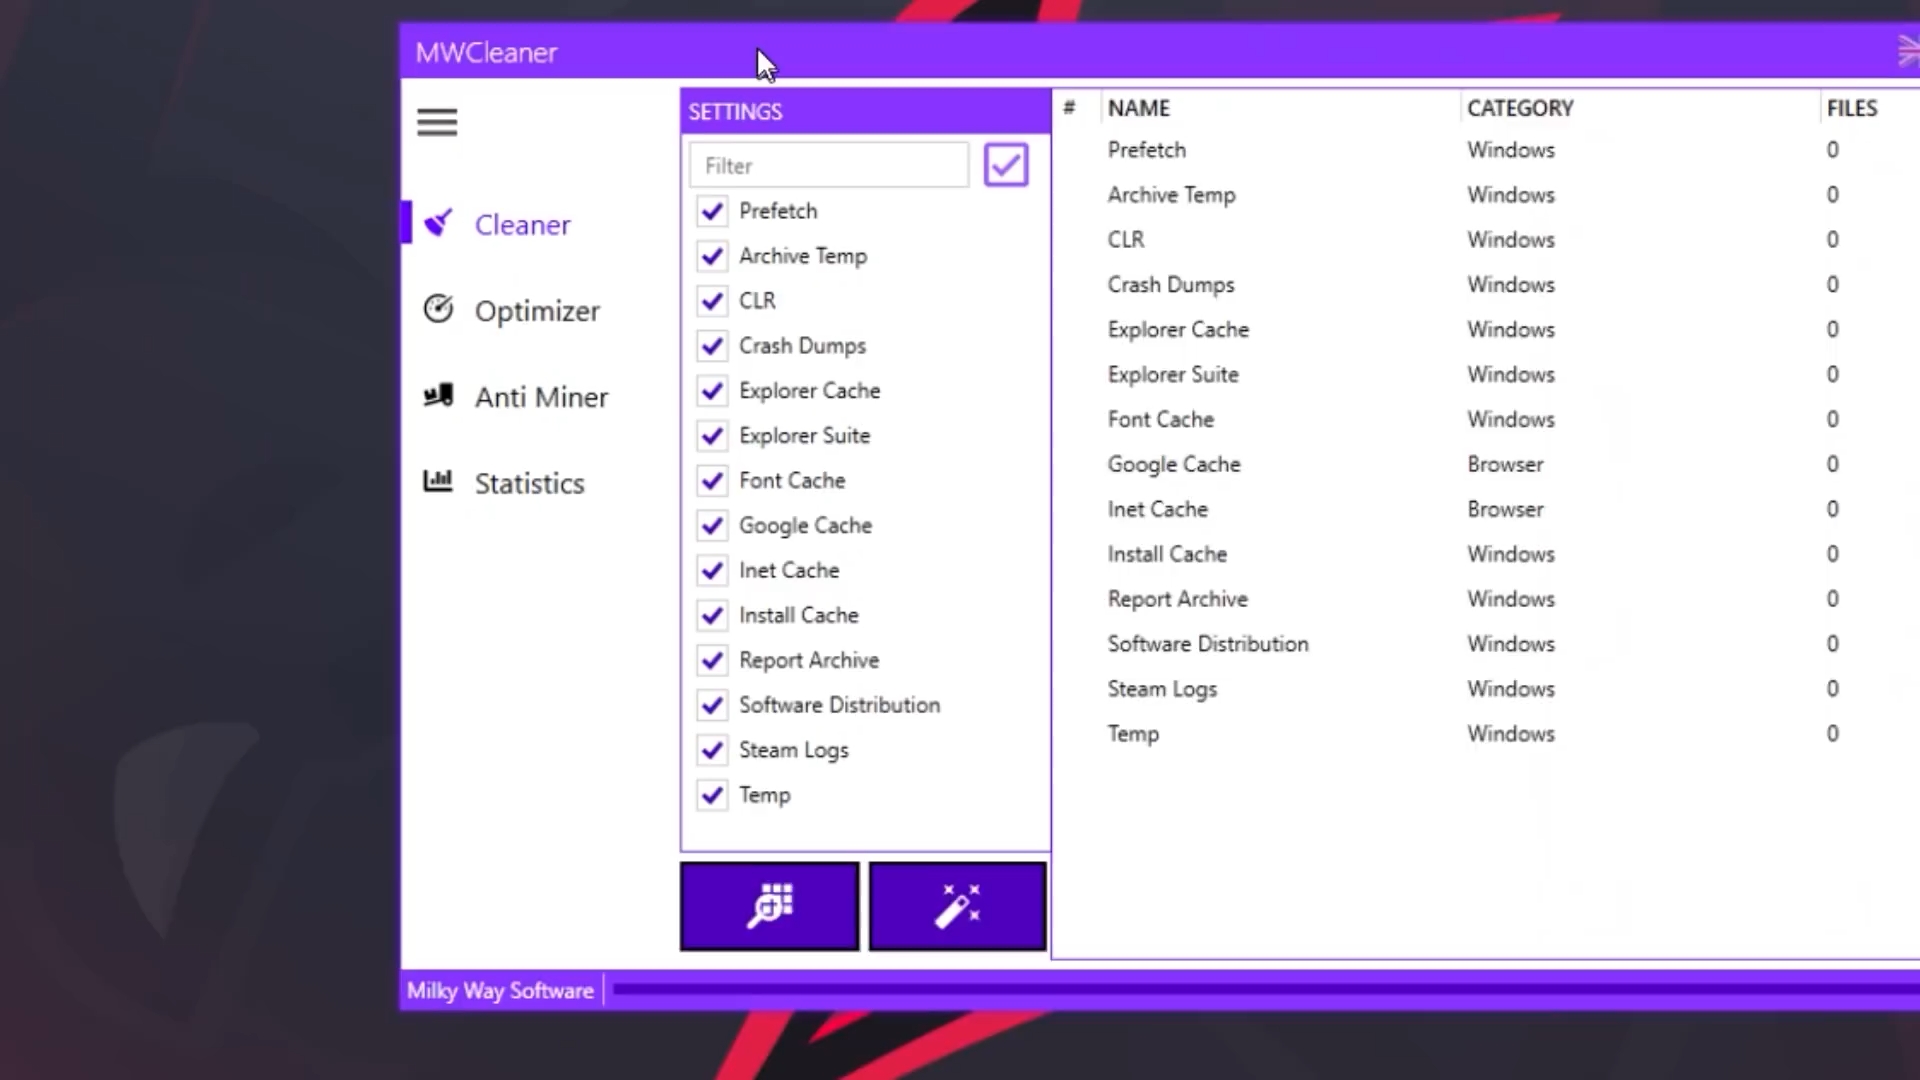 MWCleaner
Cleaner
Optimizer
Anti Miner
Statistics
SETTINGS
Filter
Prefetch
Archive Temp
CLR
Crash Dumps
Explorer Cache
Explorer Suite
Font Cache
Google Cache
Inet Cache
Install Cache
Report Archive
Software Distribution
Steam Logs
Temp
# NAME CATEGORY FILES
Prefetch Windows 0
Archive Temp Windows 0
CLR Windows 0
Crash Dumps Windows 0
Explorer Cache Windows 0
Explorer Suite Windows 0
Font Cache Windows 0
Google Cache Browser 0
Inet Cache Browser 0
Install Cache Windows 0
Report Archive Windows 0
Software Distribution Windows 0
Steam Logs Windows 0
Temp Windows 0
Milky Way Software